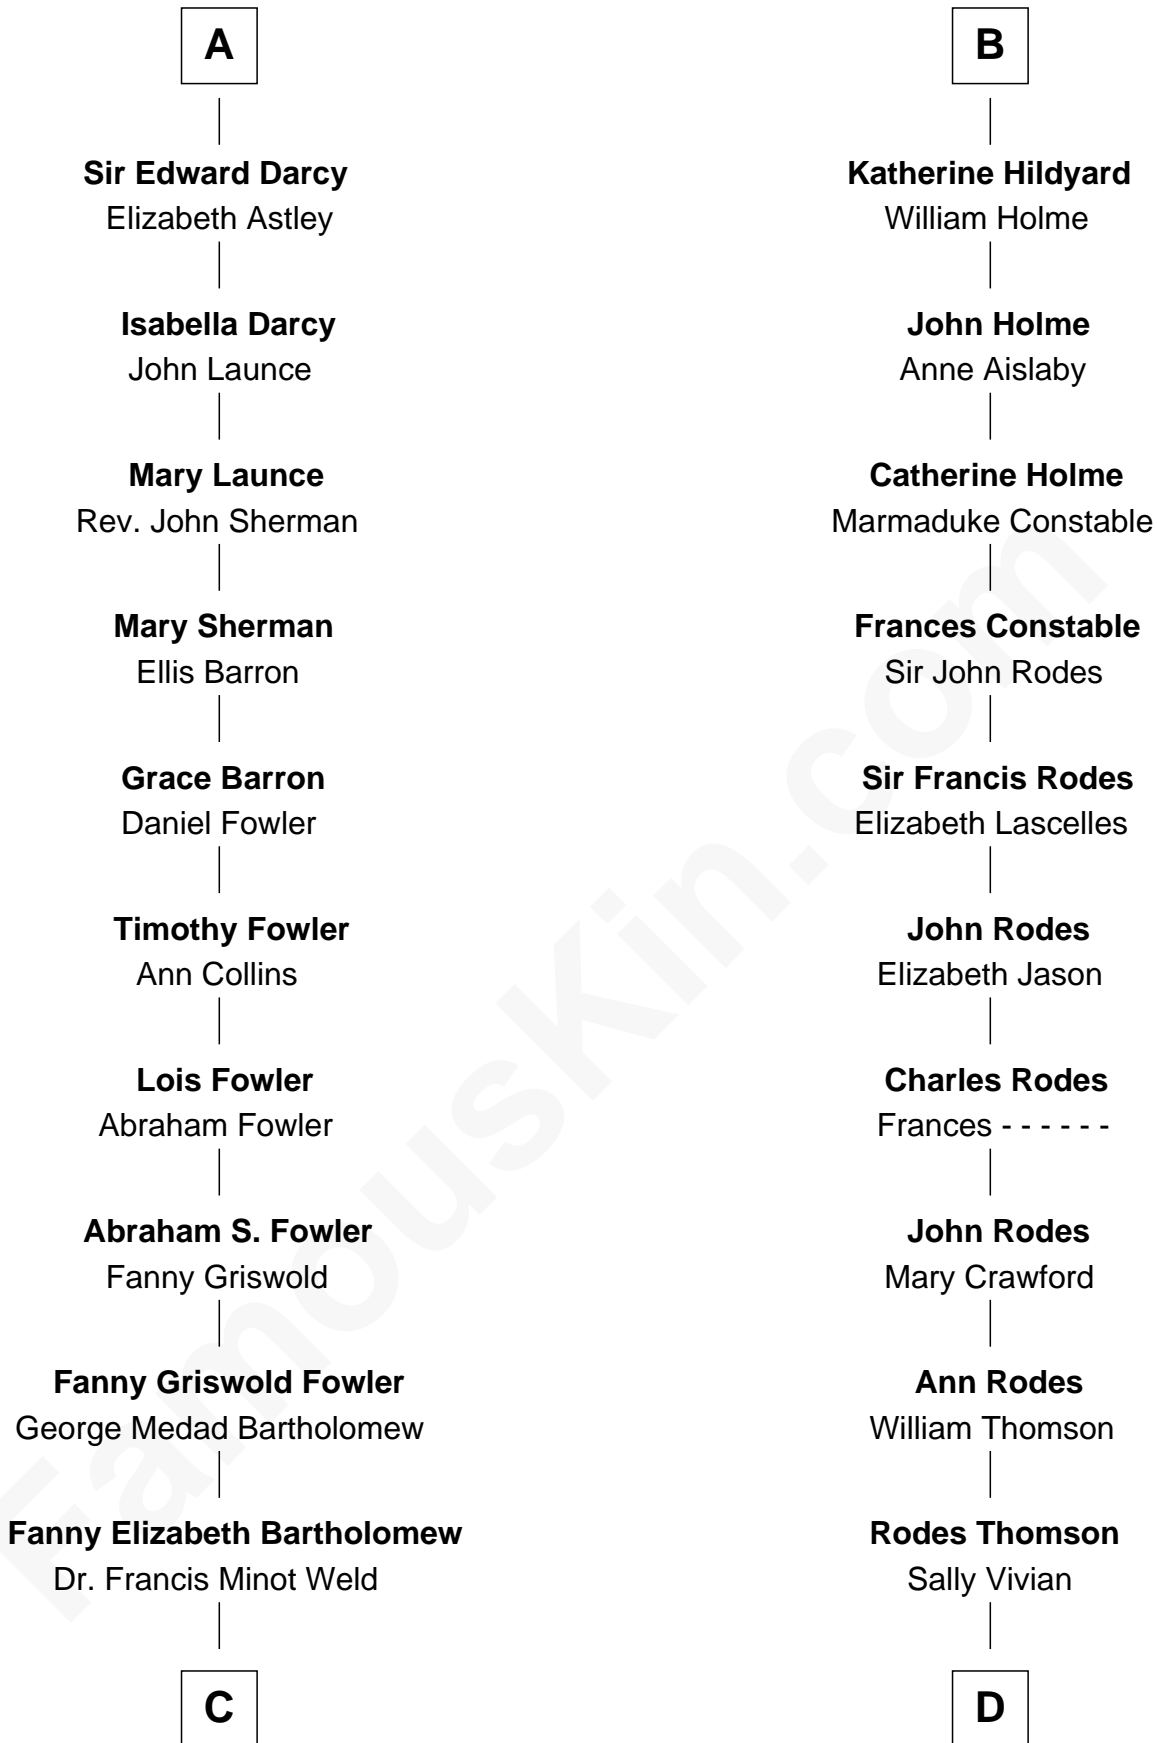 A
Sir Edward Darcy
Elizabeth Astley
Isabella Darcy
John Launce
Mary Launce
Rev. John Sherman
Mary Sherman
Ellis Barron
Grace Barron
Daniel Fowler
Timothy Fowler
Ann Collins
Lois Fowler
Abraham Fowler
Abraham S. Fowler
Fanny Griswold
Fanny Griswold Fowler
George Medad Bartholomew
Fanny Elizabeth Bartholomew
Dr. Francis Minot Weld
C
B
Katherine Hildyard
William Holme
John Holme
Anne Aislaby
Catherine Holme
Marmaduke Constable
Frances Constable
Sir John Rodes
Sir Francis Rodes
Elizabeth Lascelles
John Rodes
Elizabeth Jason
Charles Rodes
Frances - - - - - -
John Rodes
Mary Crawford
Ann Rodes
William Thomson
Rodes Thomson
Sally Vivian
D
FamousKin.com